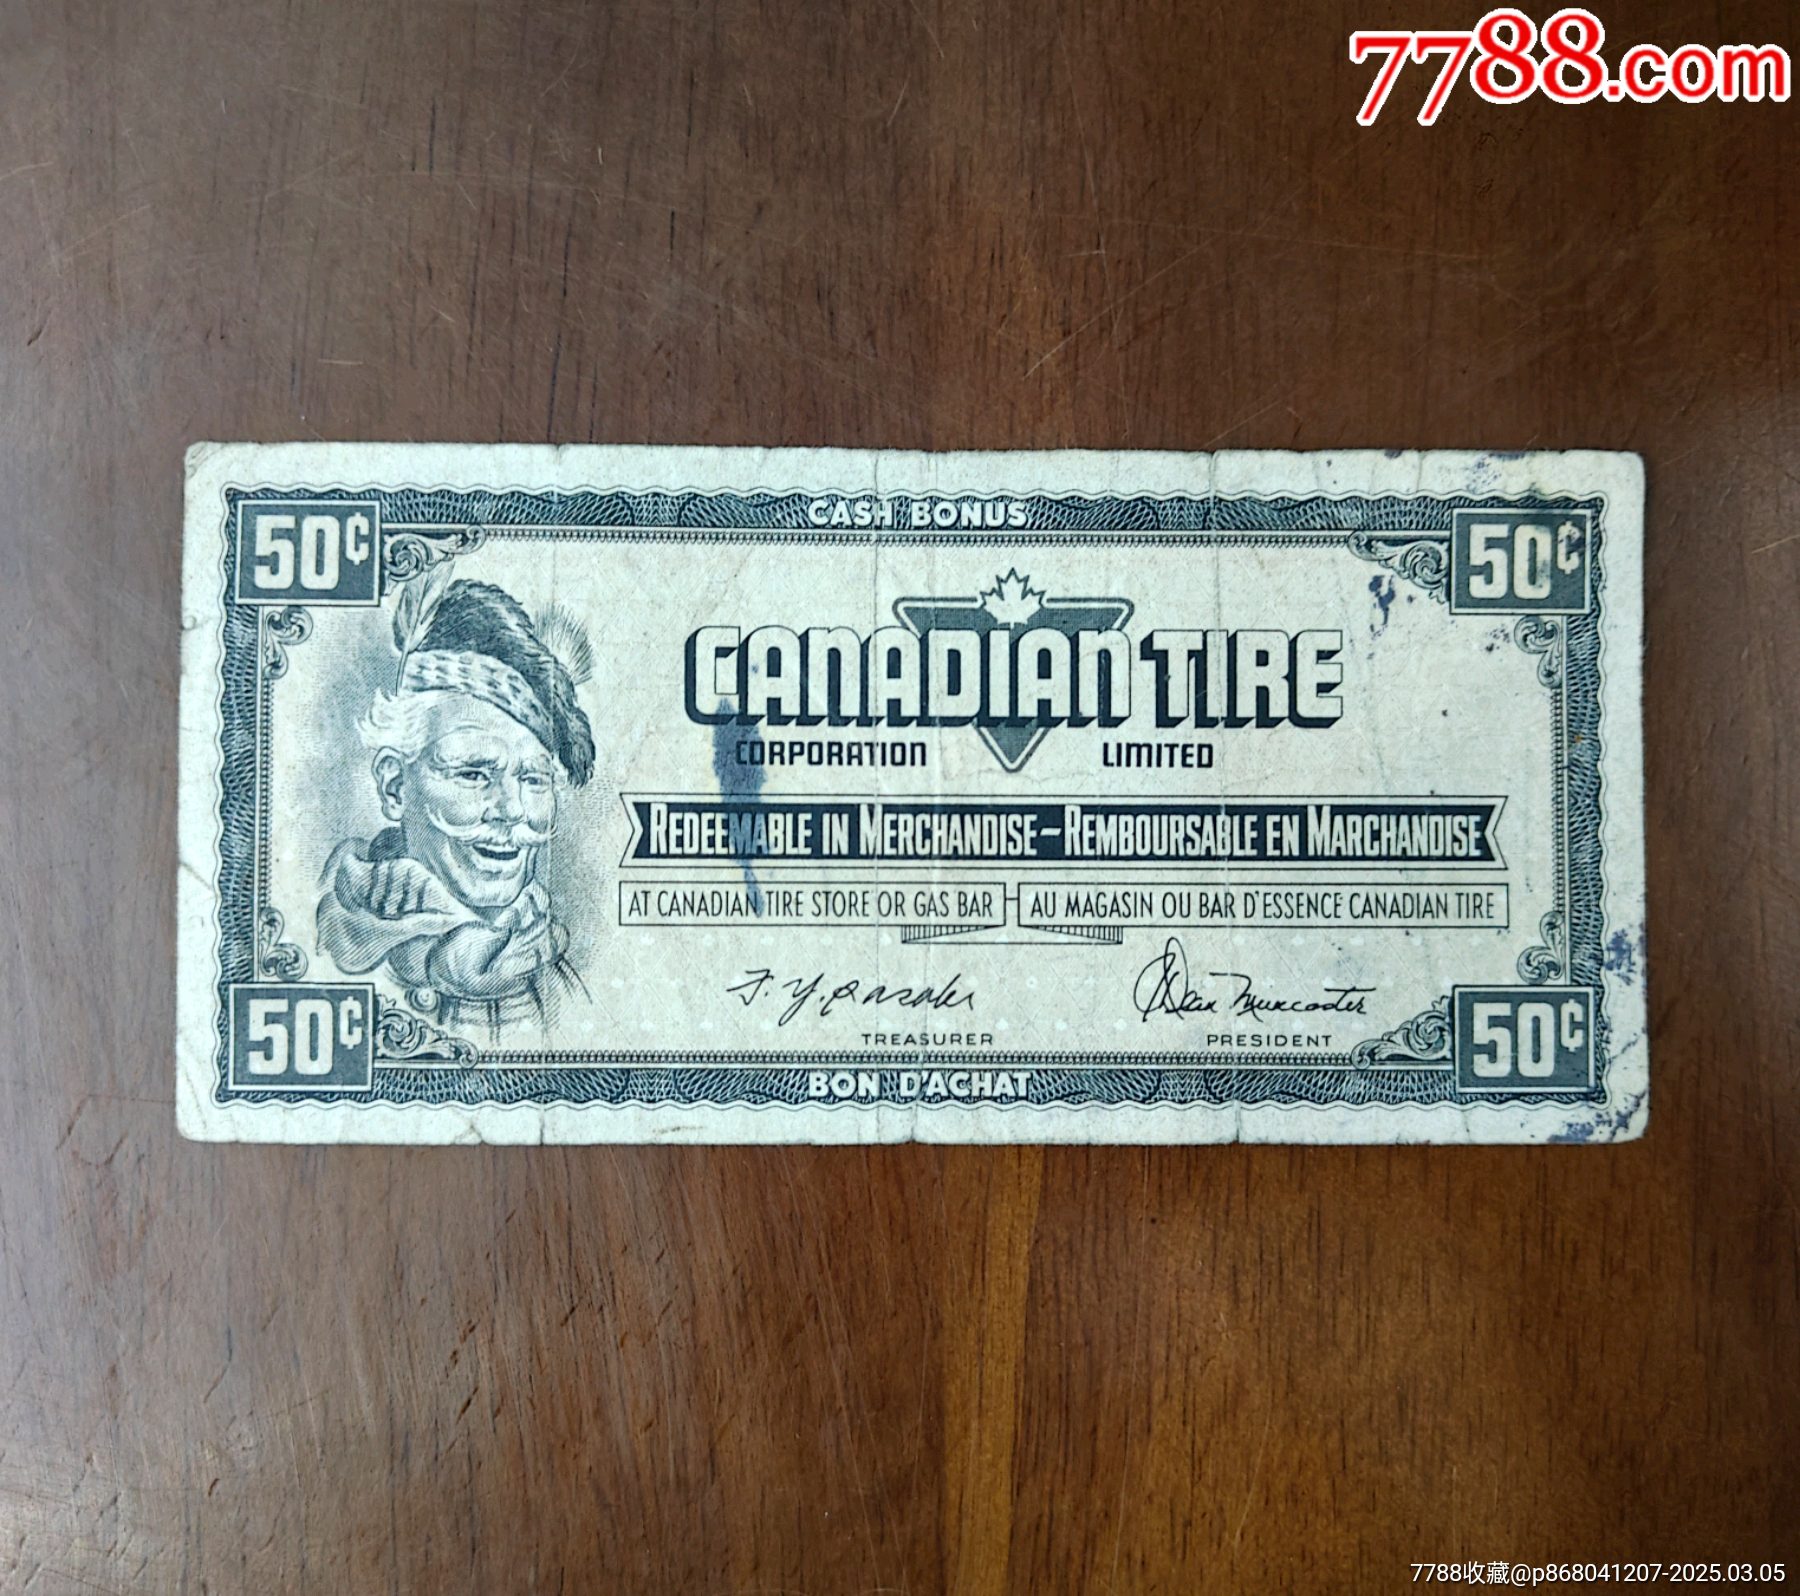 7788.com
CASH BONUS
50¢
50¢
CANADIAN TIRE
CORPORATION LIMITED
REDEEMABLE IN MERCHANDISE-REMBOURSABLE EN MARCHANDISE
AT CANADIAN TIRE STORE OR GAS BAR
AU MAGASIN OU BAR D'ESSENCE CANADIAN TIRE
Dean Muncaster
TREASURER
PRESIDENT
50¢
50¢
BON D'ACHAT
7788收藏@p868041207-2025.03.05